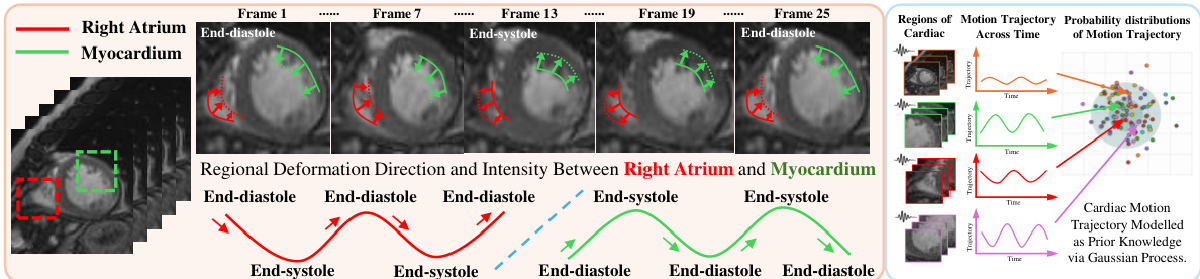 Right Atrium
Myocardium
Frame 1 ...... Frame 7 ...... Frame 13 ...... Frame 19 ...... Frame 25
End-diastole
End-systole
End-diastole
Regional Deformation Direction and Intensity Between Right Atrium and Myocardium
End-diastole End-diastole End-diastole
End-systole End-systole
End-systole End-systole
End-diastole End-diastole End-diastole
Regions of
Cardiac
Motion Trajectory
Across Time
Probability distributions
of Motion Trajectory
Trajectory
Time
Trajectory
Time
Trajectory
Time
Trajectory
Time
Cardiac Motion
Trajectory Modelled
as Prior Knowledge
via Gaussian Process.